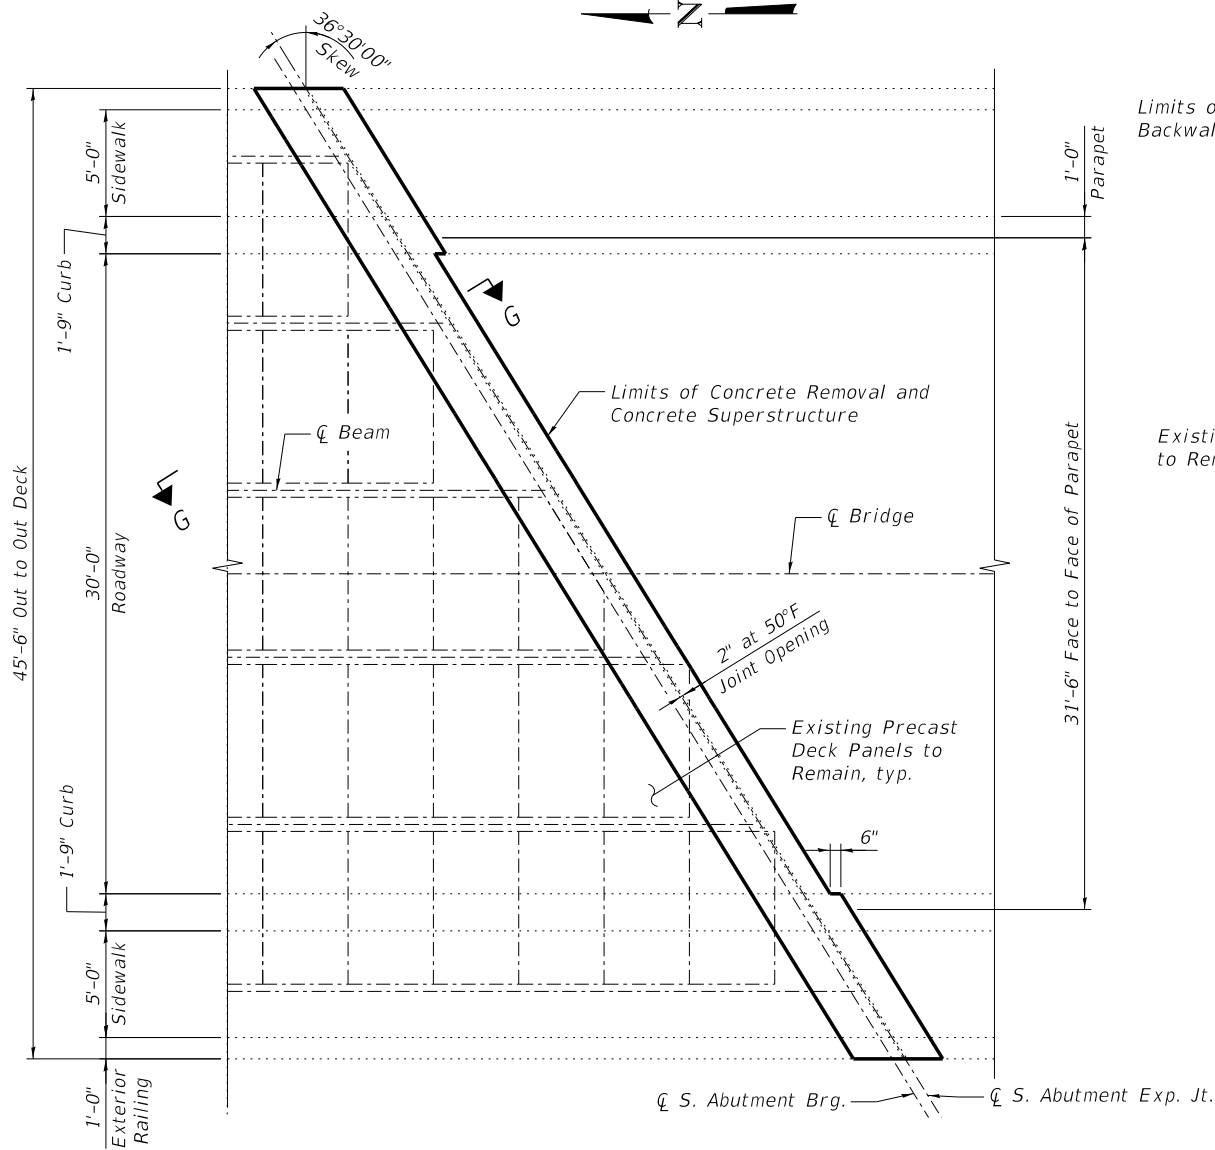 N
36°30'00"
Skew
Limits o
Backwal
5'-0"
Sidewalk
1'-0"
Parapet
1'-9" Curb
G
Limits of Concrete Removal and
Concrete Superstructure
℄ Beam
Existi
to Rem
G
℄ Bridge
45'-6" Out to Out Deck
30'-0"
Roadway
31'-6" Face to Face of Parapet
2" at 50°F
Joint Opening
Existing Precast
Deck Panels to
Remain, typ.
1'-9" Curb
6"
5'-0"
Sidewalk
1'-0"
Exterior
Railing
℄ S. Abutment Brg.
℄ S. Abutment Exp. Jt.